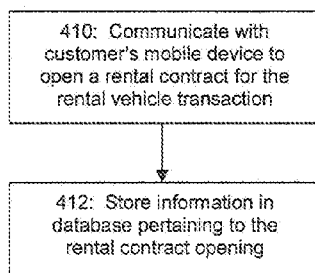 410: Communicate with
customer's mobile device to
open a rental contract for the
rental vehicle transaction
412: Store information in
database pertaining to the
rental contract opening